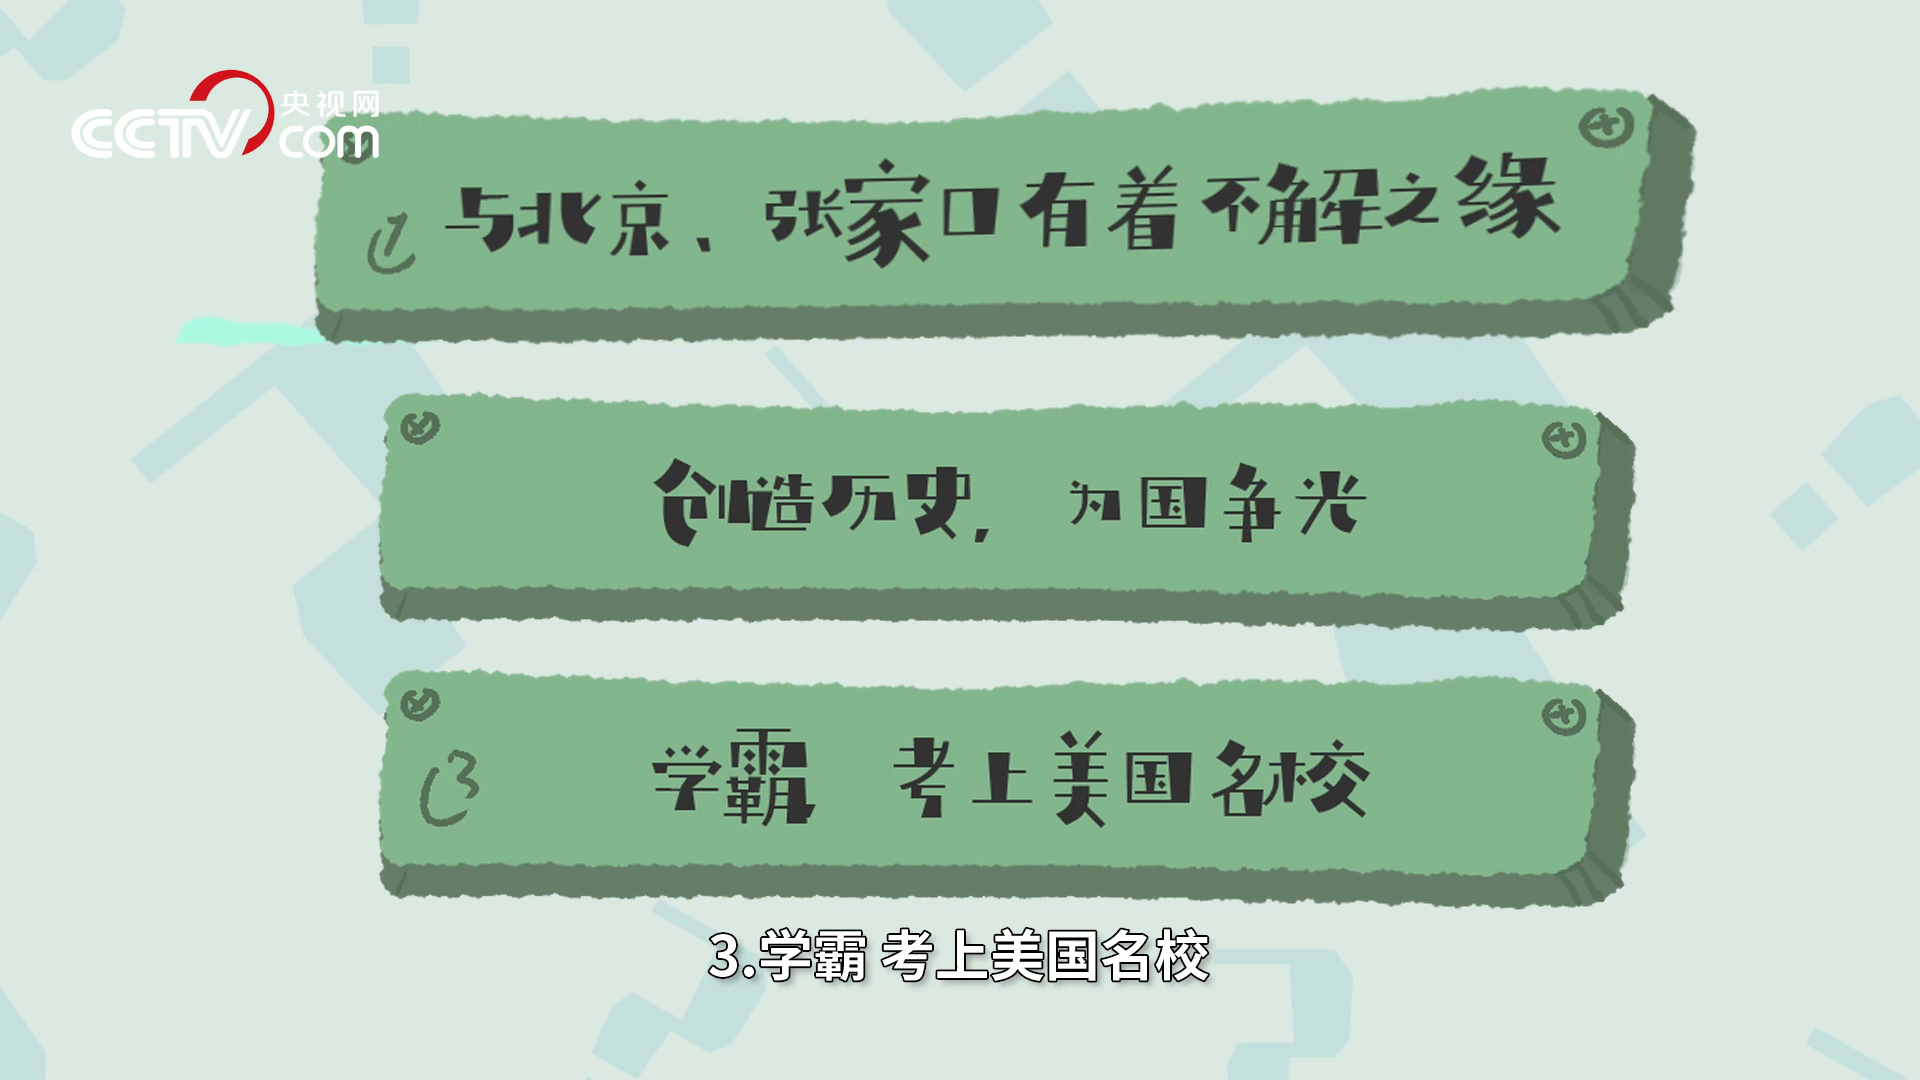 央视网
CCTV.com
1 与北京、张家口有着不解之缘
创造历史，为国争光
3 学霸 考上美国名校
3.学霸 考上美国名校